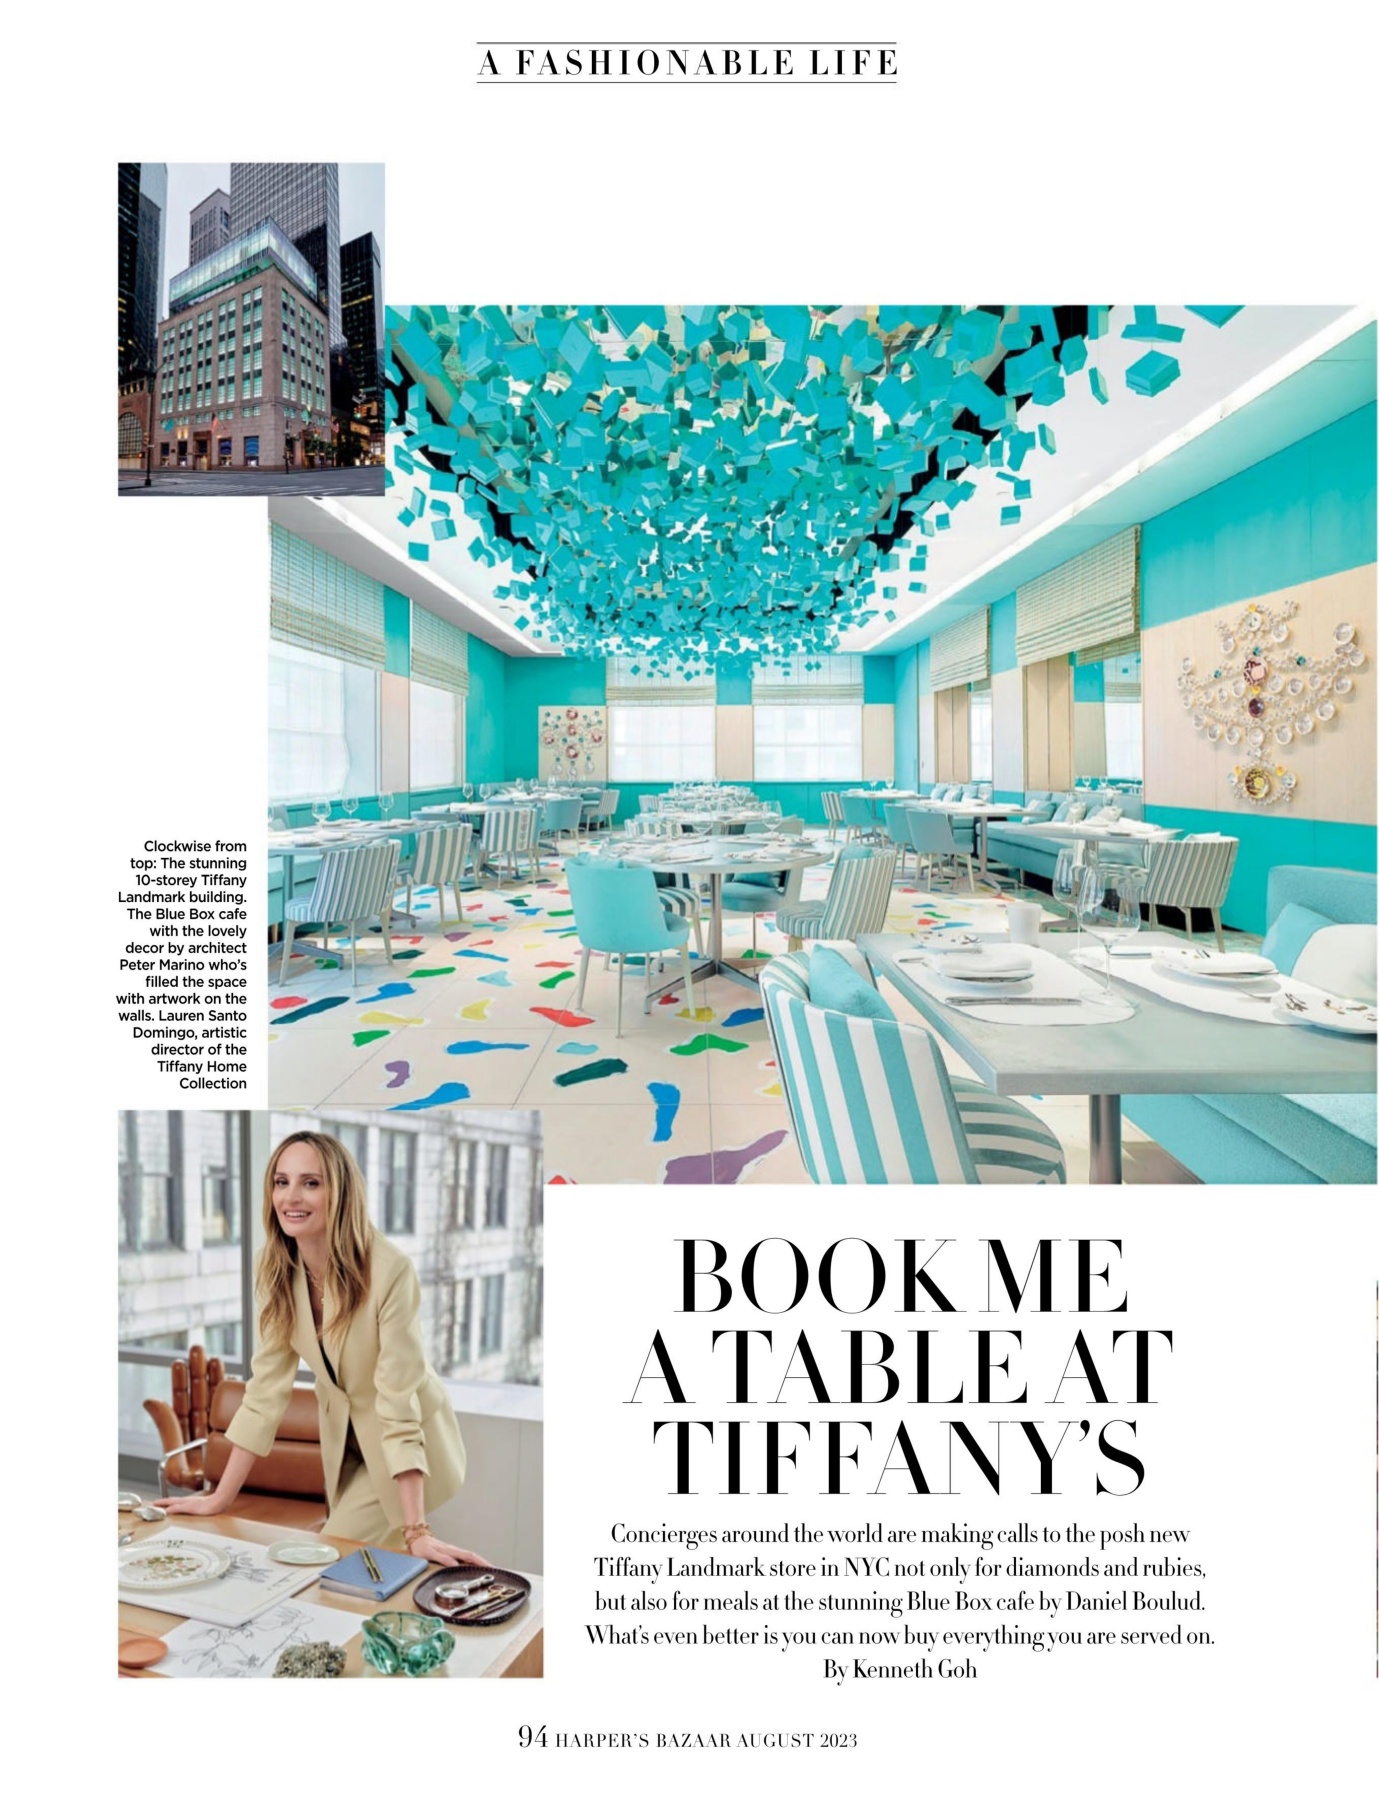 A FASHIONABLE LIFE
Clockwise from
top: The stunning
10-storey Tiffany
Landmark building.
The Blue Box cafe
with the lovely
decor by architect
Peter Marino who's
filled the space
with artwork on the
walls. Lauren Santo
Domingo, artistic
director of the
Tiffany Home
Collection
BOOK ME
A TABLE AT
TIFFANY'S
Concierges around the world are making calls to the posh new
Tiffany Landmark store in NYC not only for diamonds and rubies,
but also for meals at the stunning Blue Box cafe by Daniel Boulud.
What's even better is you can now buy everything you are served on.
By Kenneth Goh
94 HARPER'S BAZAAR AUGUST 2023